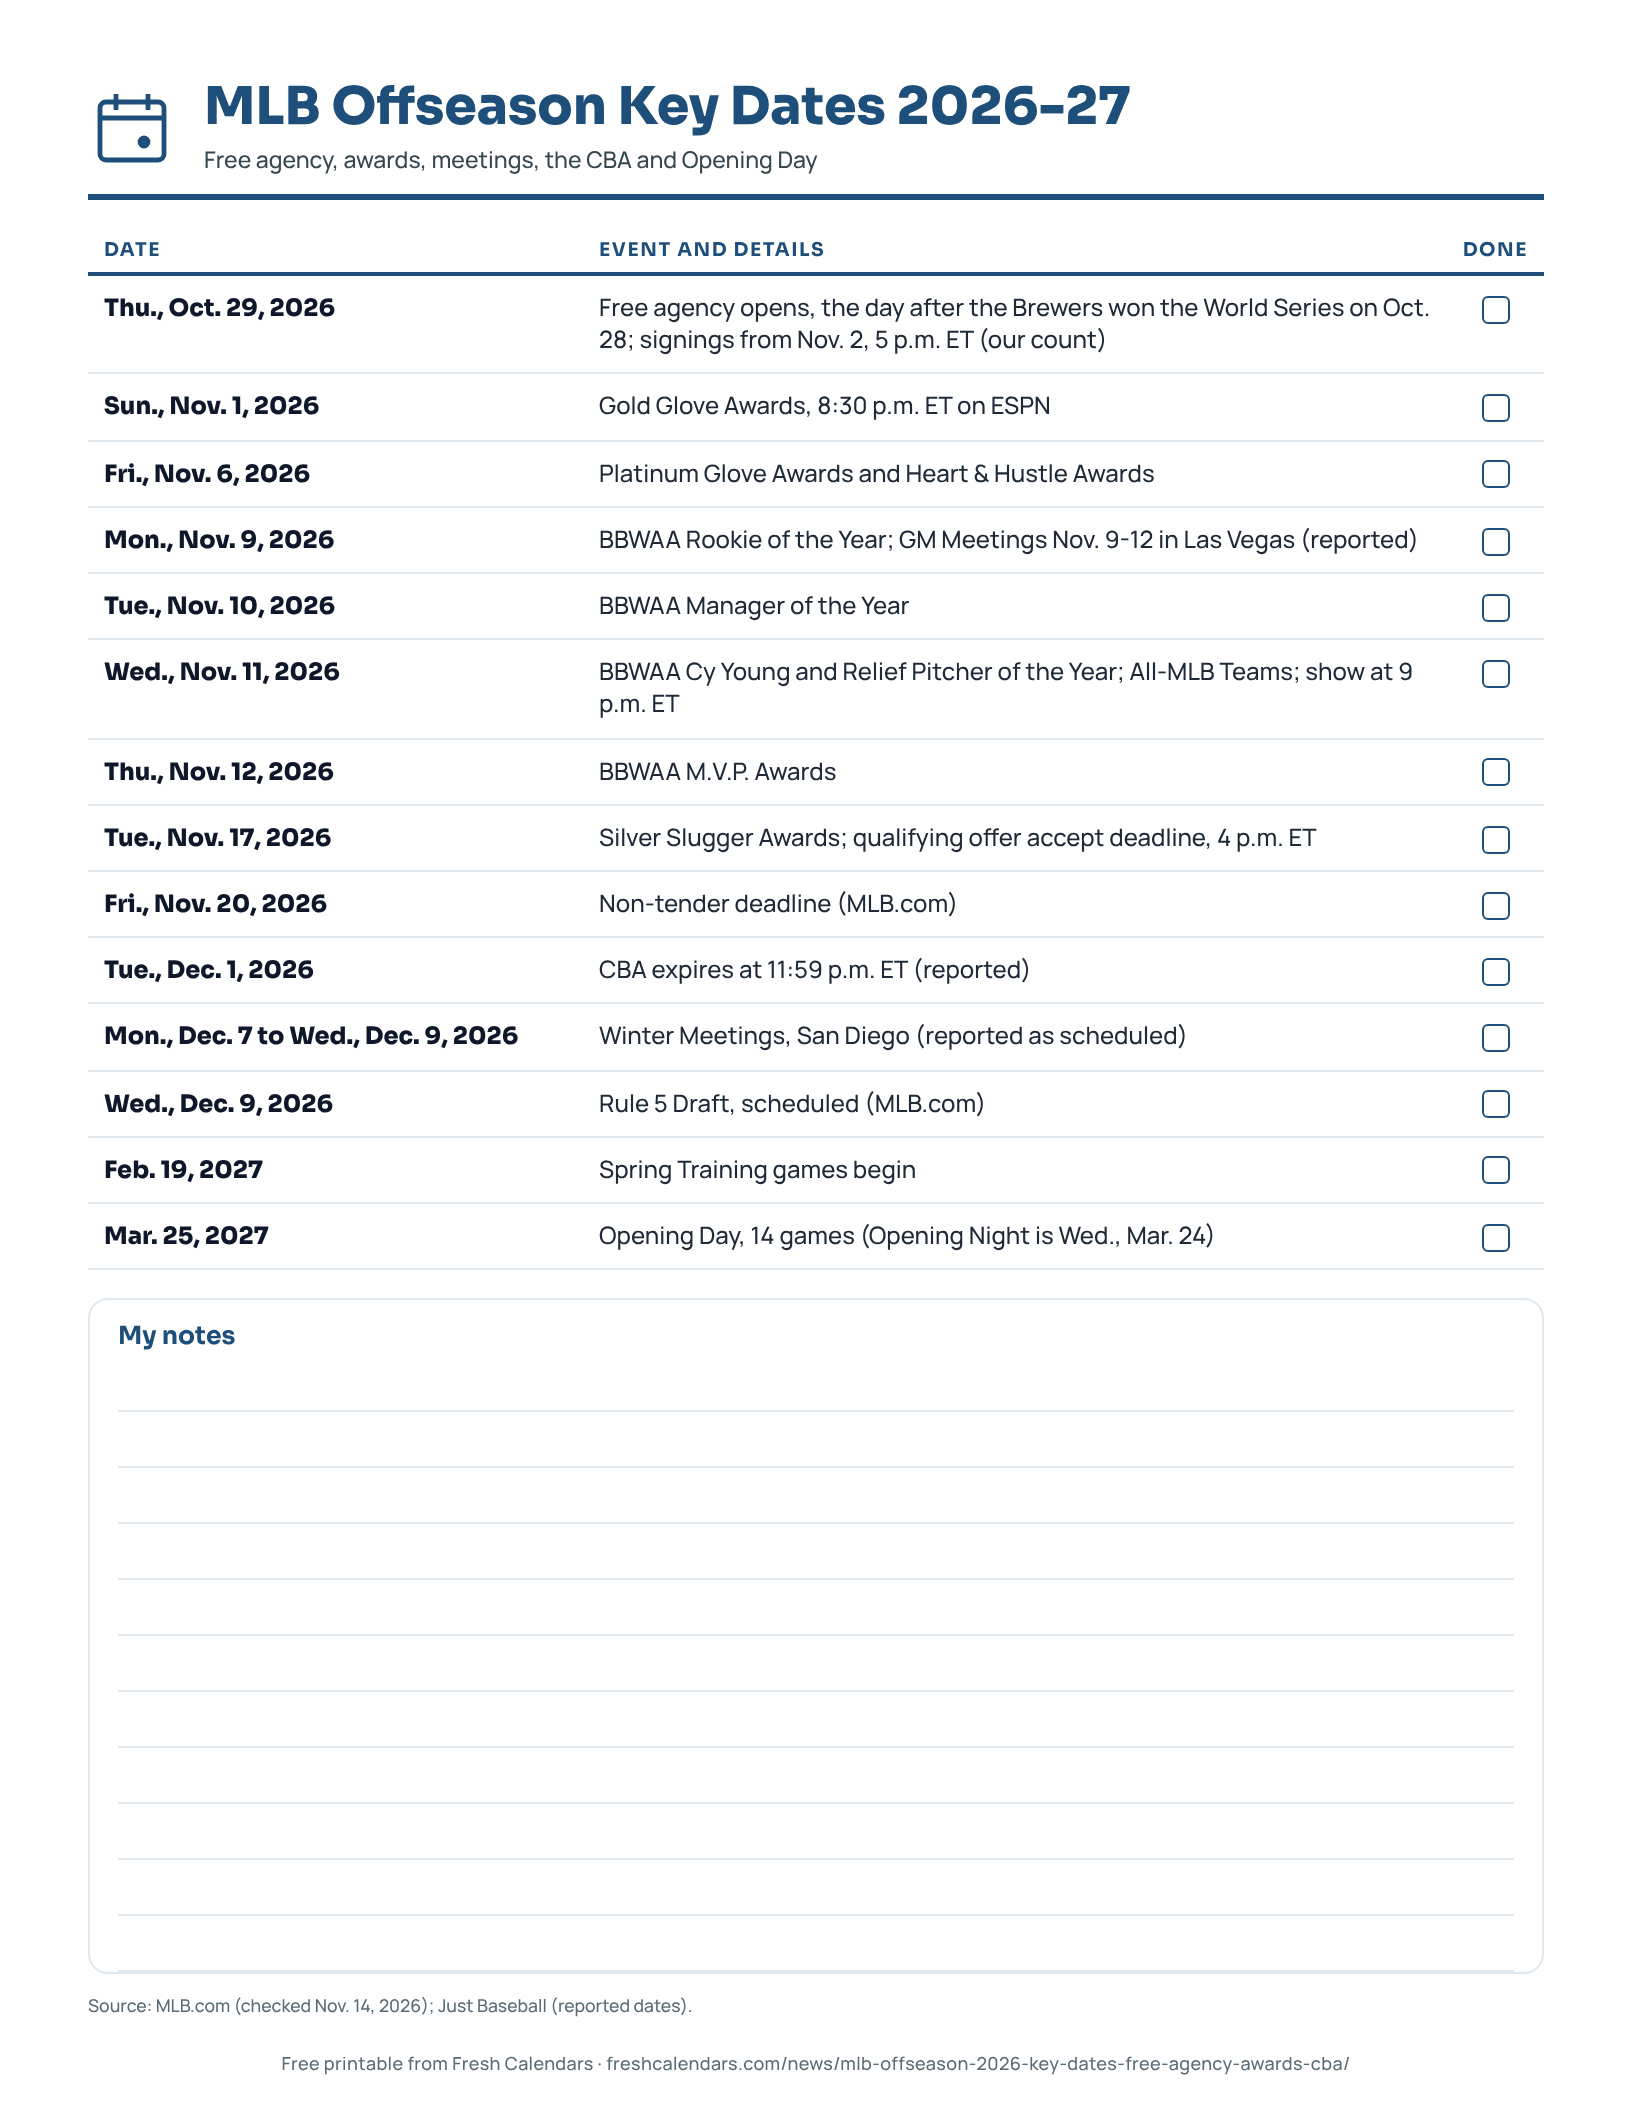 MLB Offseason Key Dates 2026–27
Free agency, awards, meetings, the CBA and Opening Day
DATE EVENT AND DETAILS DONE
Thu., Oct. 29, 2026 Free agency opens, the day after the Brewers won the World Series on Oct.
28; signings from Nov. 2, 5 p.m. ET (our count)
Sun., Nov. 1, 2026 Gold Glove Awards, 8:30 p.m. ET on ESPN
Fri., Nov. 6, 2026 Platinum Glove Awards and Heart & Hustle Awards
Mon., Nov. 9, 2026 BBWAA Rookie of the Year; GM Meetings Nov. 9-12 in Las Vegas (reported)
Tue., Nov. 10, 2026 BBWAA Manager of the Year
Wed., Nov. 11, 2026 BBWAA Cy Young and Relief Pitcher of the Year; All-MLB Teams; show at 9
p.m. ET
Thu., Nov. 12, 2026 BBWAA M.V.P. Awards
Tue., Nov. 17, 2026 Silver Slugger Awards; qualifying offer accept deadline, 4 p.m. ET
Fri., Nov. 20, 2026 Non-tender deadline (MLB.com)
Tue., Dec. 1, 2026 CBA expires at 11:59 p.m. ET (reported)
Mon., Dec. 7 to Wed., Dec. 9, 2026 Winter Meetings, San Diego (reported as scheduled)
Wed., Dec. 9, 2026 Rule 5 Draft, scheduled (MLB.com)
Feb. 19, 2027 Spring Training games begin
Mar. 25, 2027 Opening Day, 14 games (Opening Night is Wed., Mar. 24)
My notes
Source: MLB.com (checked Nov. 14, 2026); Just Baseball (reported dates).
Free printable from Fresh Calendars · freshcalendars.com/news/mlb-offseason-2026-key-dates-free-agency-awards-cba/